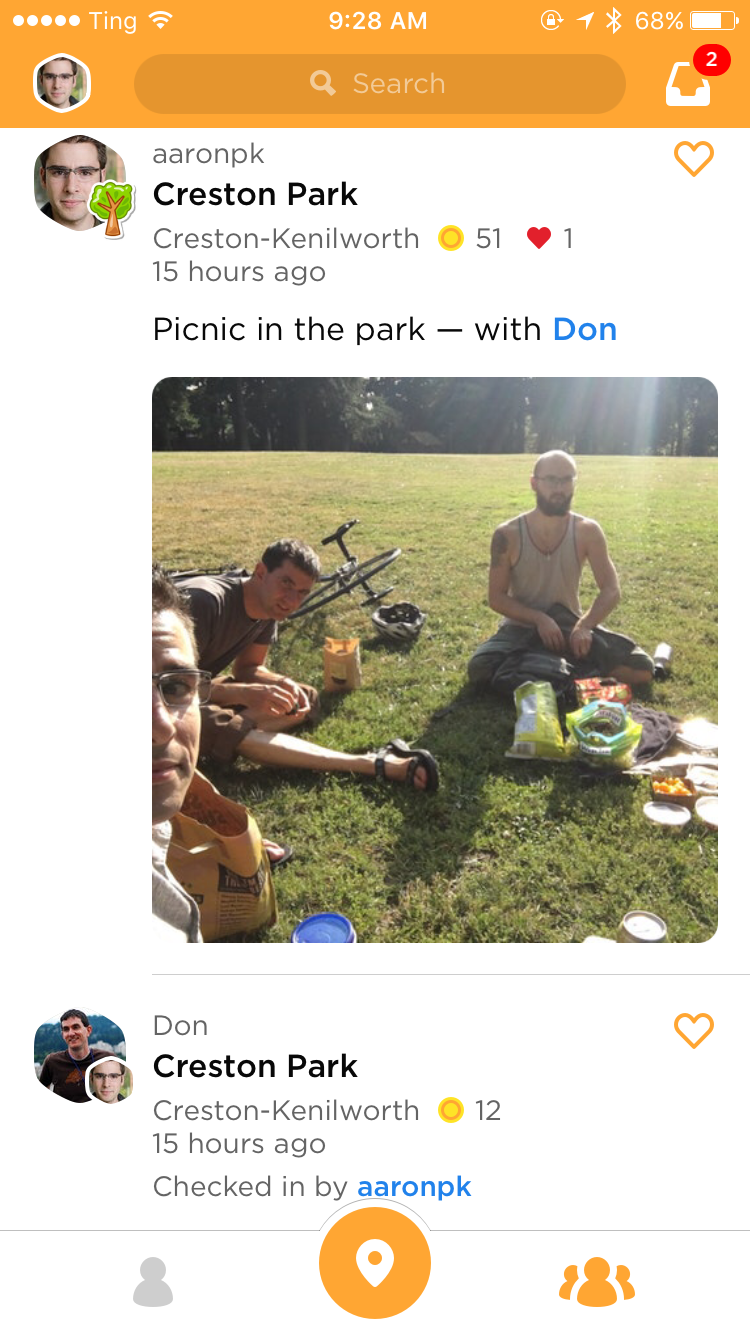 Ting 9:28 AM 68%
Search 2
aaronpk
Creston Park
Creston-Kenilworth 51 1
15 hours ago
Picnic in the park — with Don
Don
Creston Park
Creston-Kenilworth 12
15 hours ago
Checked in by aaronpk